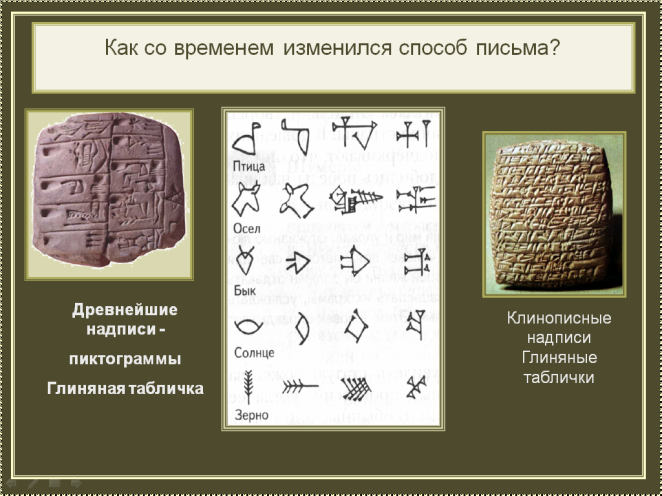 Как со временем изменился способ письма?
Птица
Осел
Бык
Солнце
Зерно
Древнейшие
надписи -
пиктограммы
Глиняная табличка
Клинописные
надписи
Глиняные
таблички